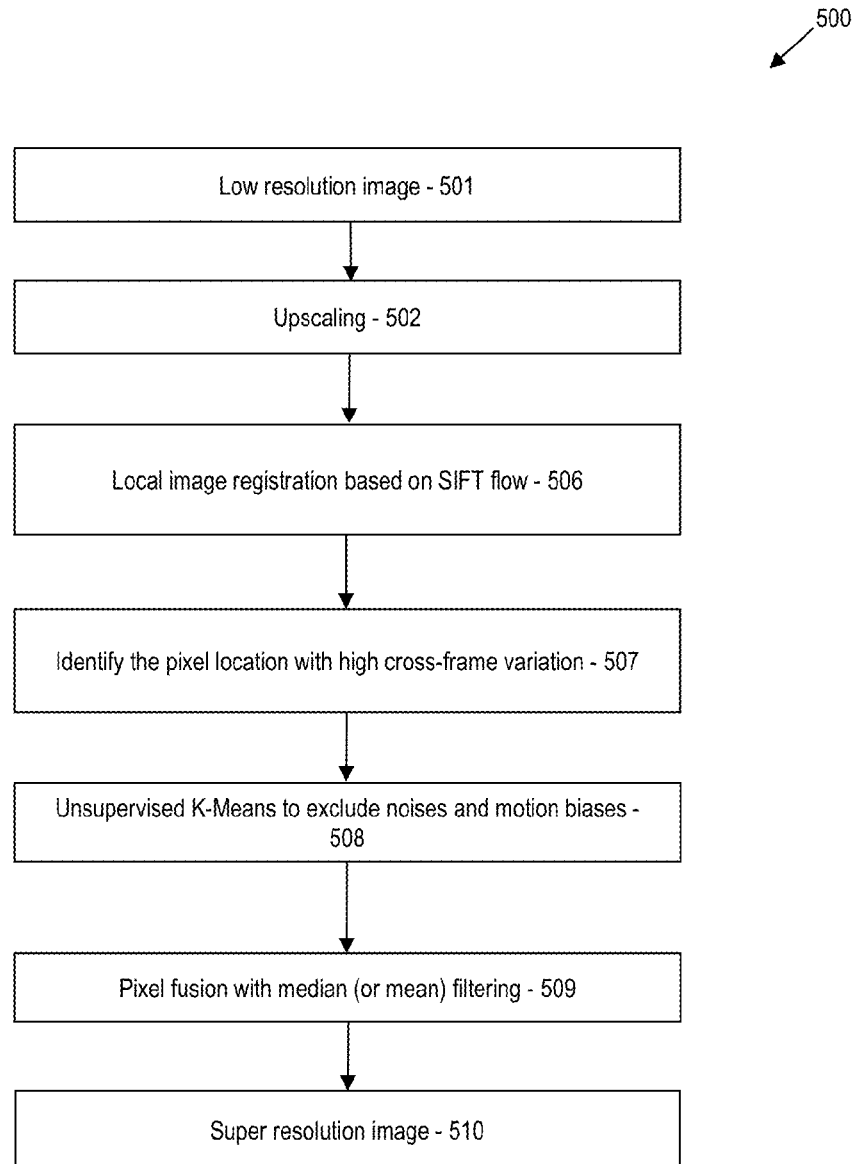 500
Low resolution image - 501
Upscaling - 502
Local image registration based on SIFT flow - 506
Identify the pixel location with high cross-frame variation - 507
Unsupervised K-Means to exclude noises and motion biases -
508
Pixel fusion with median (or mean) filtering - 509
Super resolution image - 510